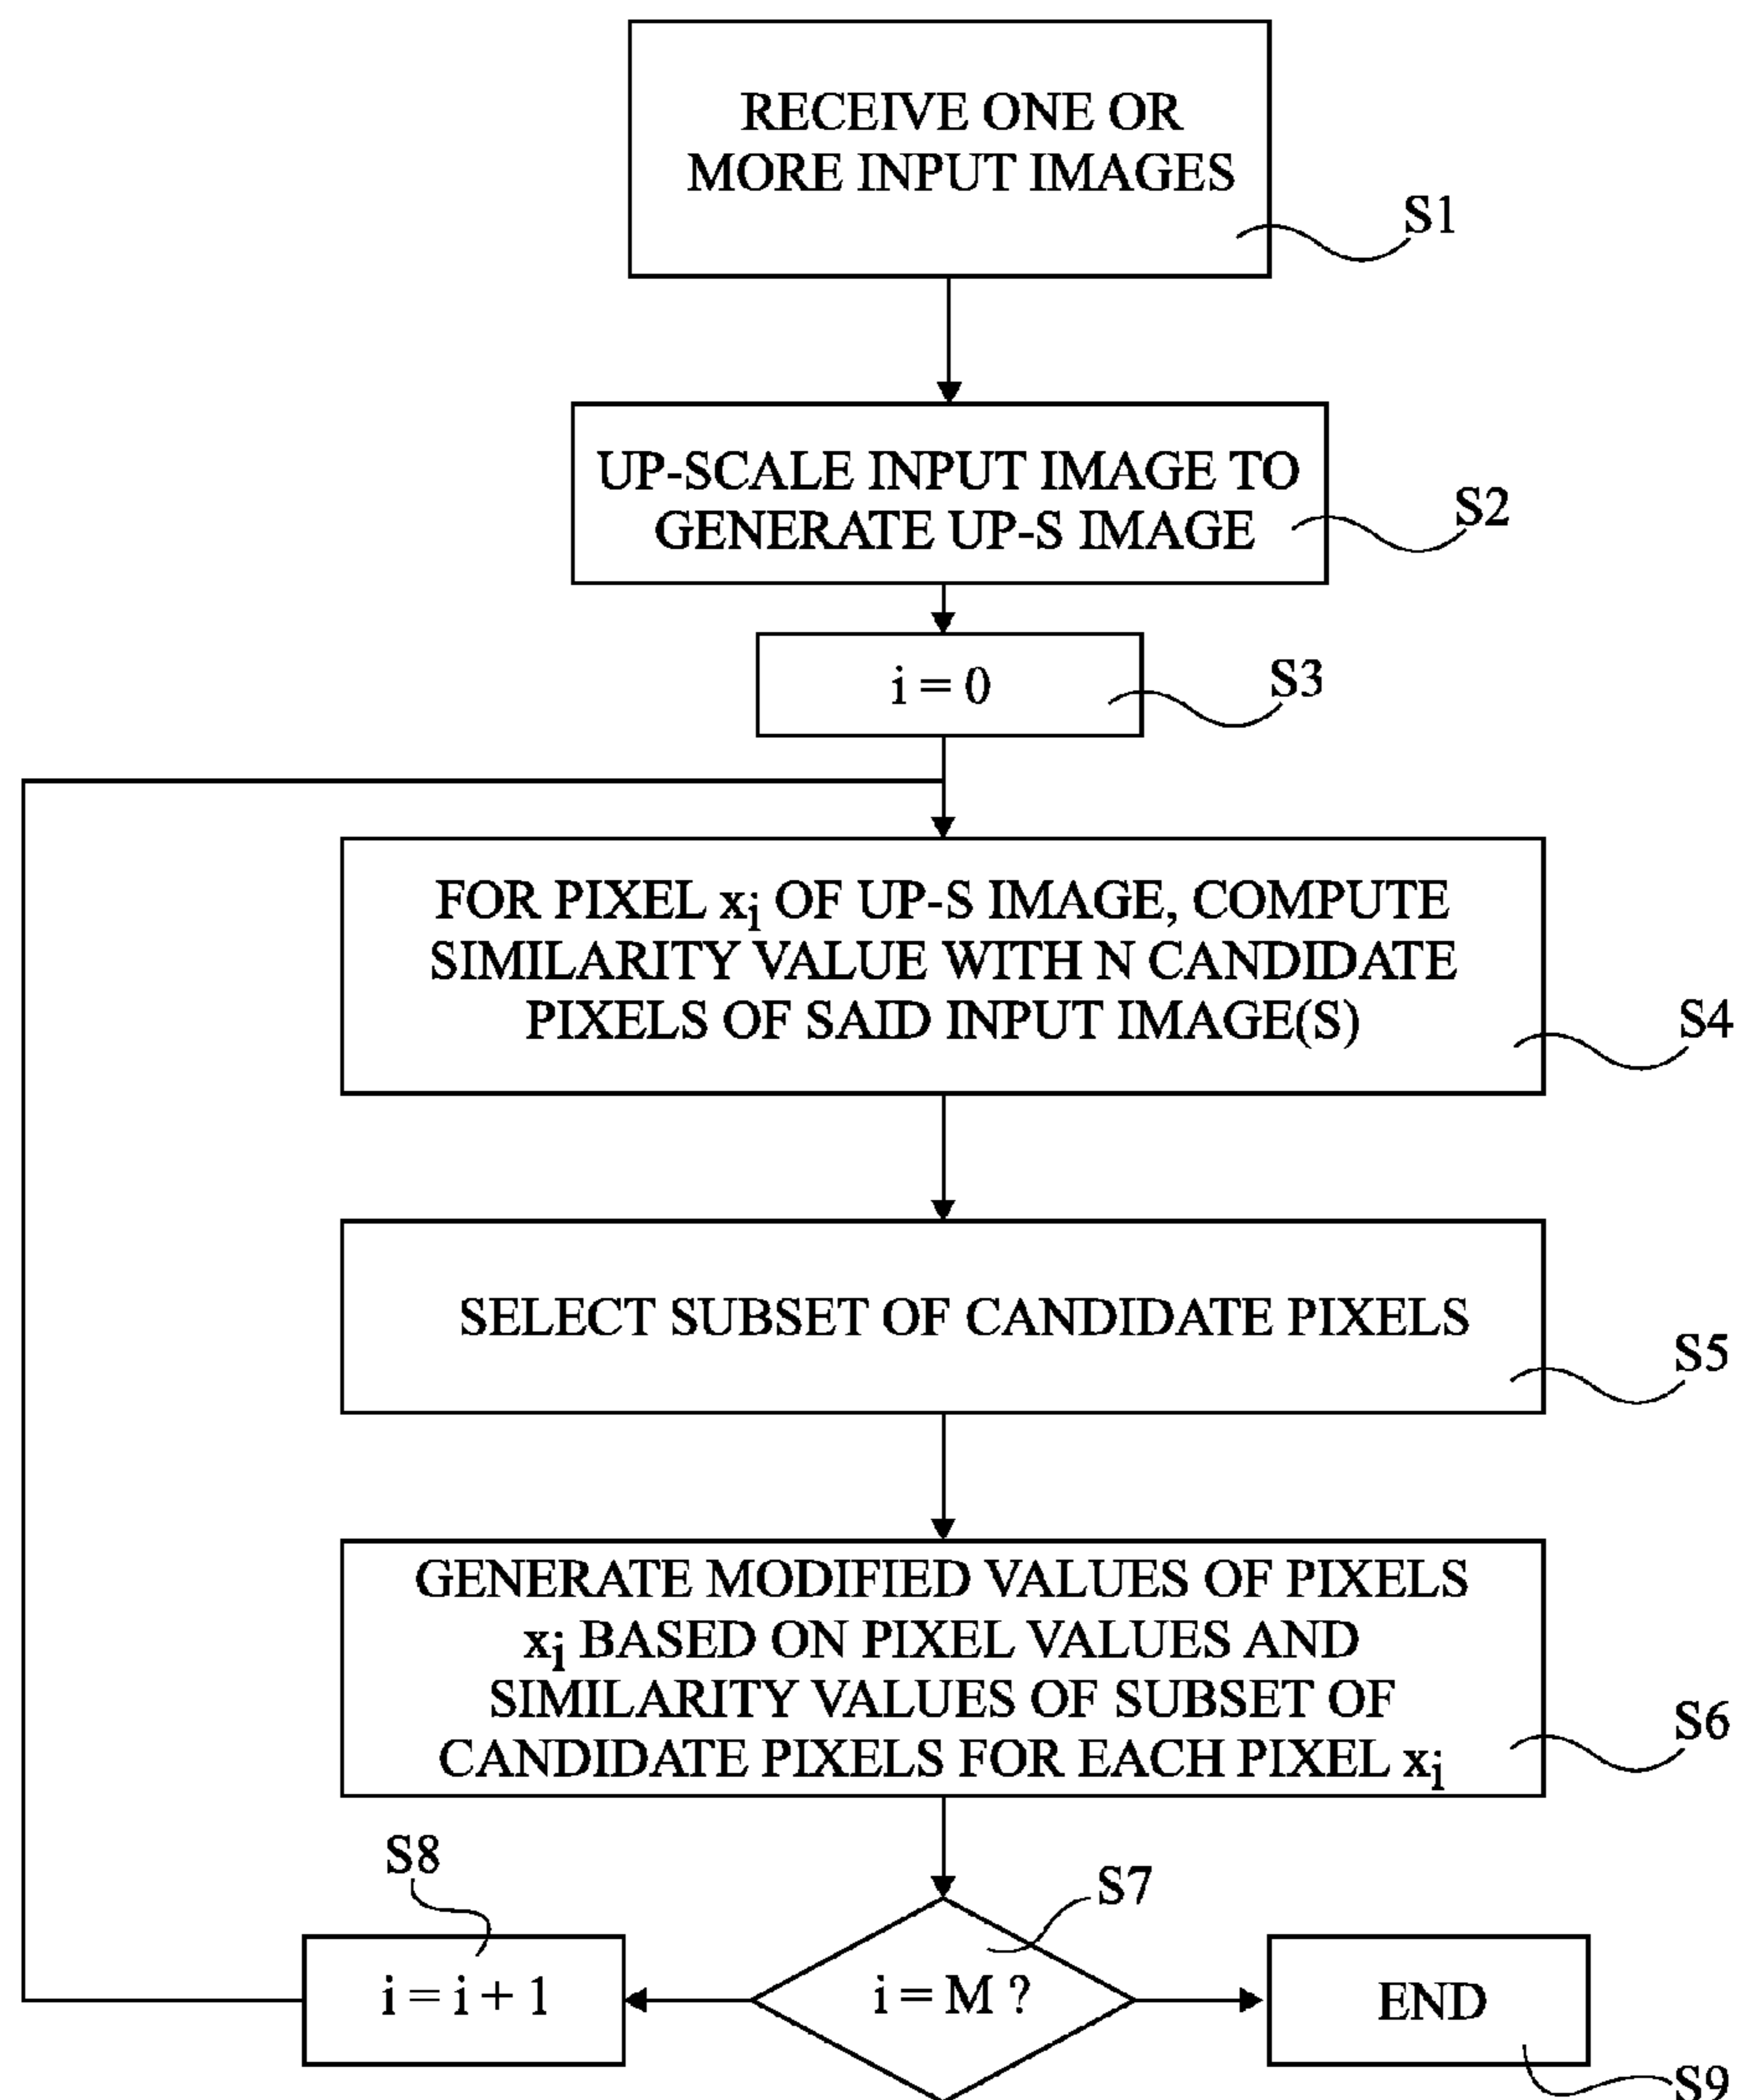 RECEIVE ONE OR
MORE INPUT IMAGES
S1
UP-SCALE INPUT IMAGE TO
GENERATE UP-S IMAGE
S2
i = 0
S3
FOR PIXEL xi OF UP-S IMAGE, COMPUTE
SIMILARITY VALUE WITH N CANDIDATE
PIXELS OF SAID INPUT IMAGE(S)
S4
SELECT SUBSET OF CANDIDATE PIXELS
S5
GENERATE MODIFIED VALUES OF PIXELS
xi BASED ON PIXEL VALUES AND
SIMILARITY VALUES OF SUBSET OF
CANDIDATE PIXELS FOR EACH PIXEL xi
S6
S8
S7
i = i + 1
i = M ?
END
S9